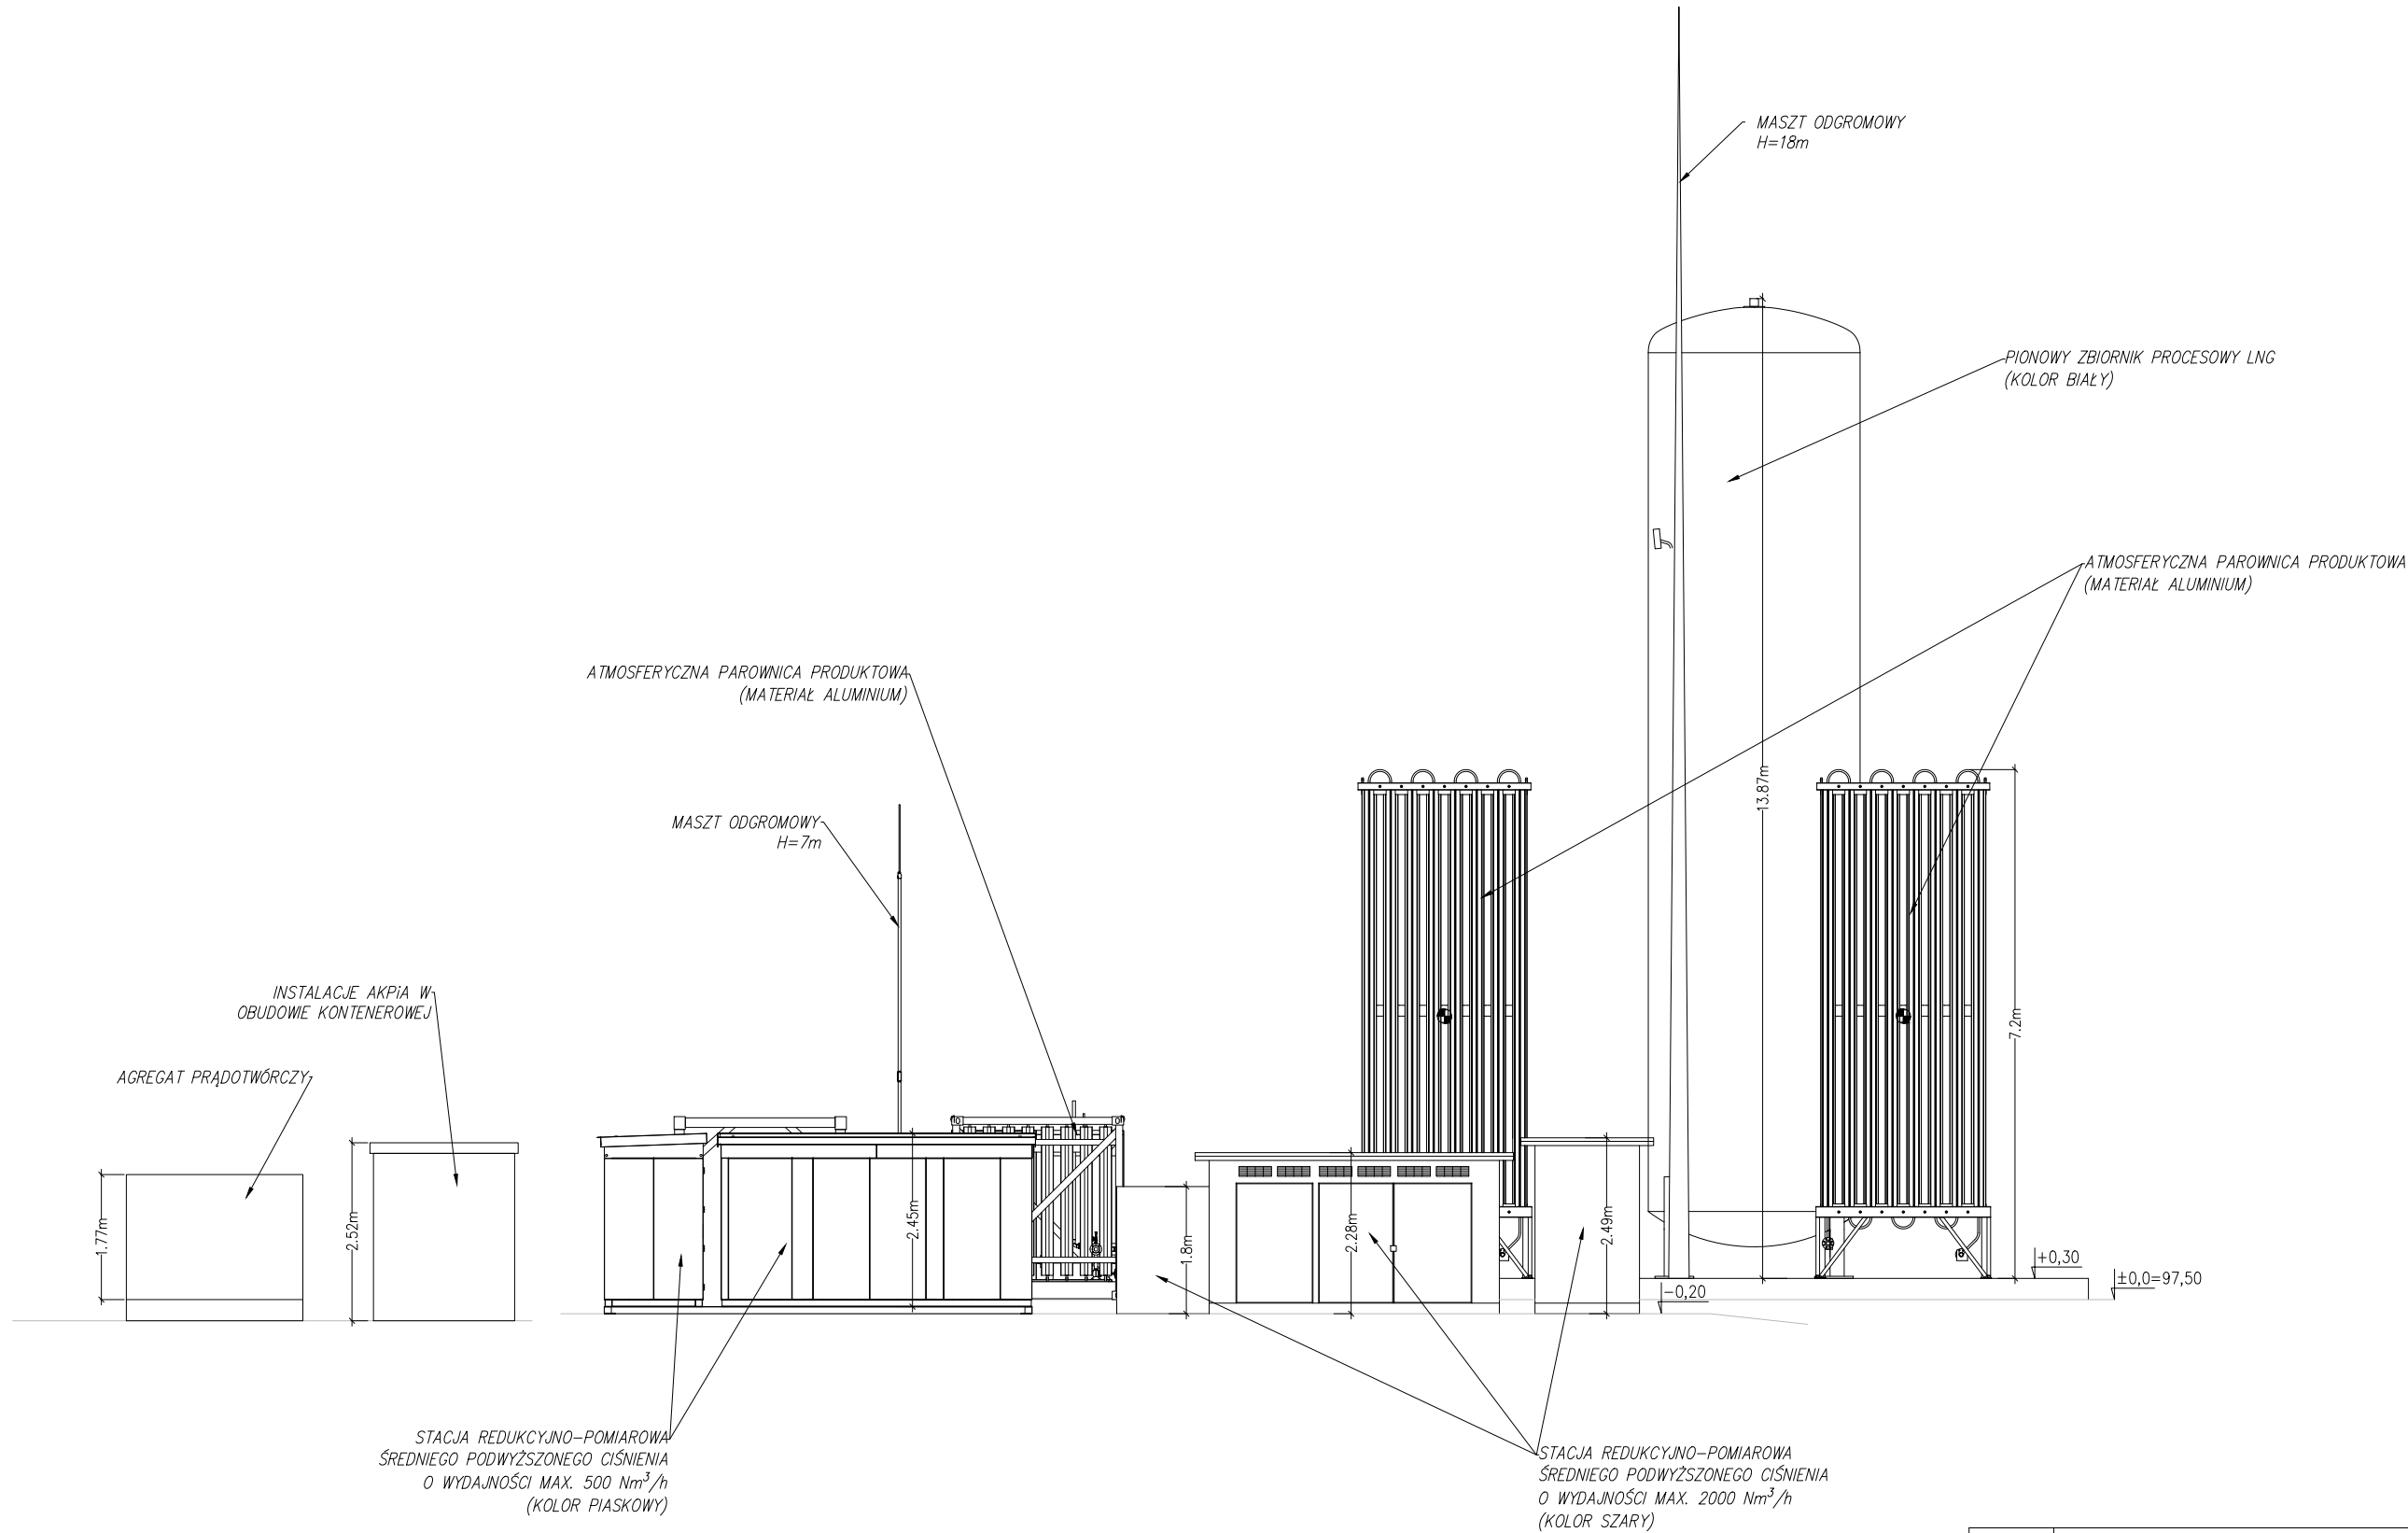 MASZT ODGROMOWY
H=18m
PIONOWY ZBIORNIK PROCESOWY LNG
(KOLOR BIAŁY)
ATMOSFERYCZNA PAROWNICA PRODUKTOWA
(MATERIAŁ ALUMINIUM)
ATMOSFERYCZNA PAROWNICA PRODUKTOWA
(MATERIAŁ ALUMINIUM)
13.87m
MASZT ODGROMOWY
H=7m
INSTALACJE AKPiA W
OBUDOWIE KONTENEROWEJ
7.2m
AGREGAT PRĄDOTWÓRCZY
1.77m
2.52m
2.45m
1.8m
2.28m
2.49m
+0,30
±0,0=97,50
-0,20
STACJA REDUKCYJNO-POMIAROWA
ŚREDNIEGO PODWYŻSZONEGO CIŚNIENIA
O WYDAJNOŚCI MAX. 500 Nm³/h
(KOLOR PIASKOWY)
STACJA REDUKCYJNO-POMIAROWA
ŚREDNIEGO PODWYŻSZONEGO CIŚNIENIA
O WYDAJNOŚCI MAX. 2000 Nm³/h
(KOLOR SZARY)